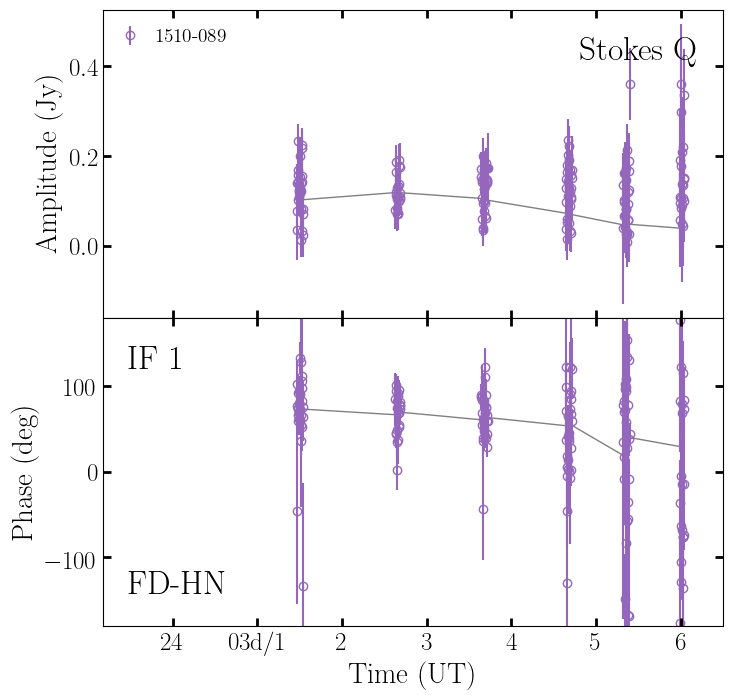 1510-089
Stokes Q
0.4
0.2
0.0
Amplitude (Jy)
IF 1
100
0
−100
Phase (deg)
FD-HN
24 03d/1 2 3 4 5 6
Time (UT)